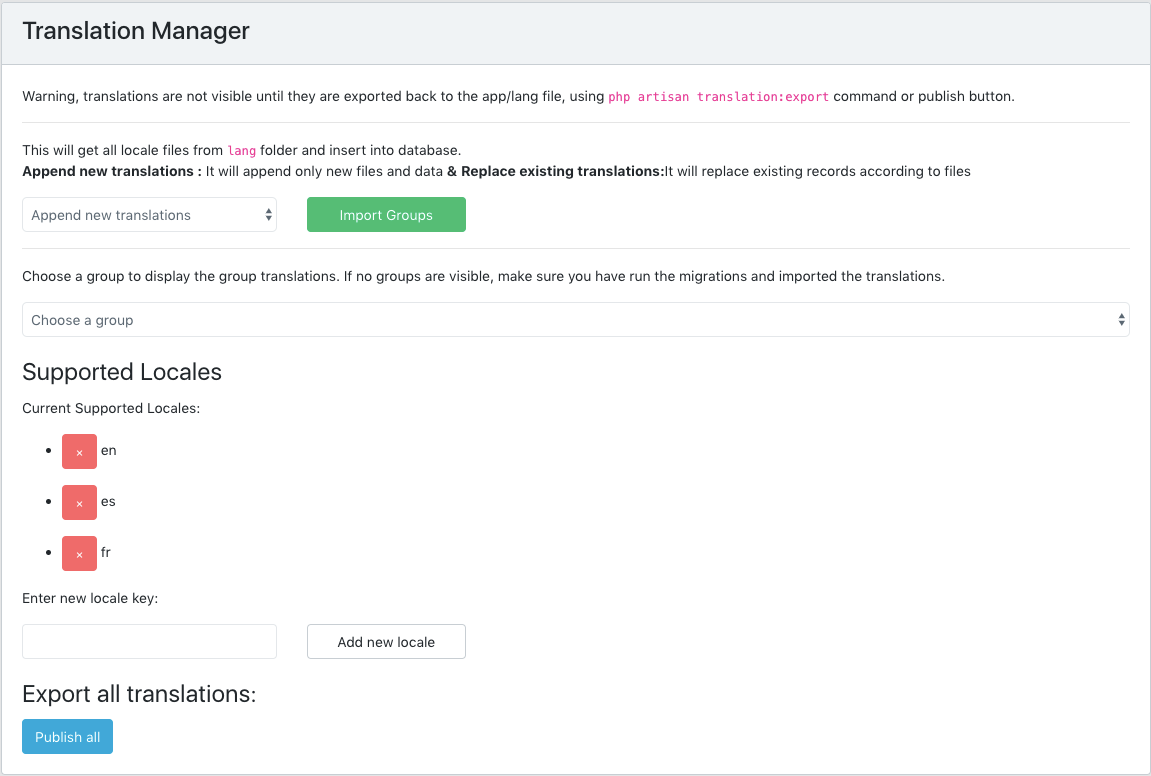 Translation Manager
Warning, translations are not visible until they are exported back to the app/lang file, using php artisan translation:export command or publish button.
This will get all locale files from lang folder and insert into database.
Append new translations : It will append only new files and data & Replace existing translations:It will replace existing records according to files
Append new translations
Import Groups
Choose a group to display the group translations. If no groups are visible, make sure you have run the migrations and imported the translations.
Choose a group
Supported Locales
Current Supported Locales:
× en
× es
× fr
Enter new locale key:
Add new locale
Export all translations:
Publish all